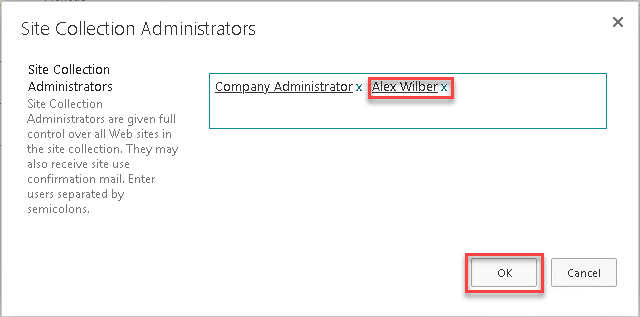 Site Collection Administrators
Site Collection
Administrators
Site Collection
Administrators are given full
control over all Web sites in
the site collection. They may
also receive site use
confirmation mail. Enter
users separated by
semicolons.
Company Administrator x Alex Wilber x
OK
Cancel